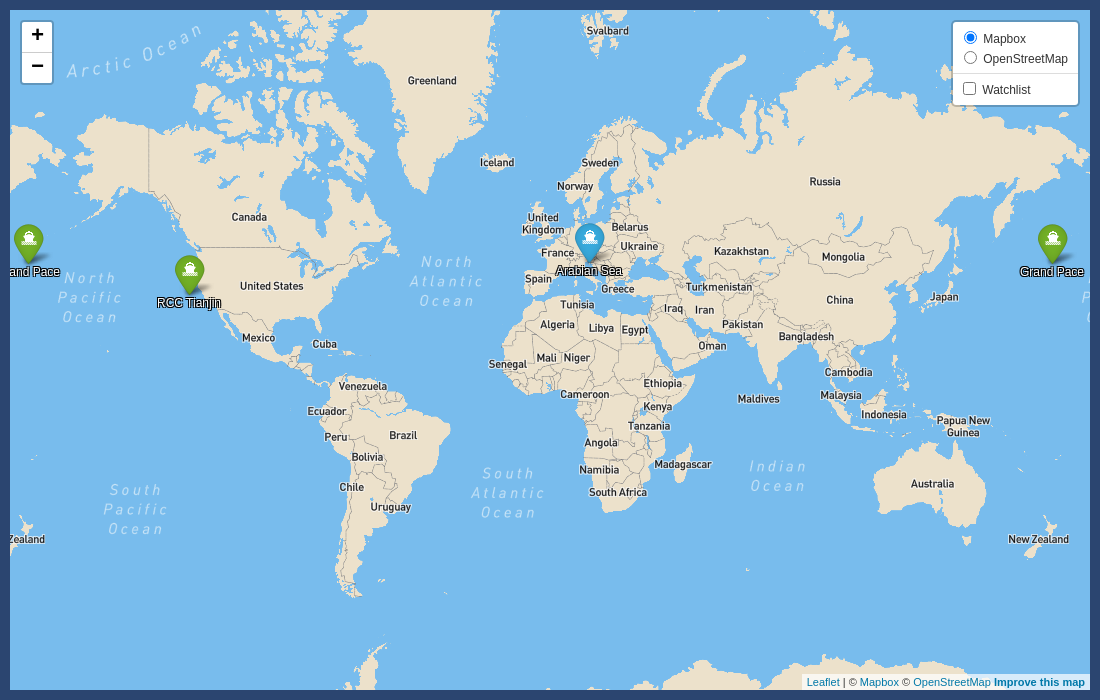 +
−
Mapbox
OpenStreetMap
Watchlist
Arctic Ocean
Svalbard
Greenland
Iceland
Sweden
Norway
Russia
Canada
United
Kingdom
Belarus
Ukraine
France
Kazakhstan
Mongolia
and Pace
Arabian Sea
Grand Pace
North
Pacific
Ocean
North
Atlantic
Ocean
Spain
Greece
Turkmenistan
United States
RCC Tianjin
China
Japan
Tunisia
Iraq
Iran
Algeria
Libya
Egypt
Pakistan
Bangladesh
Mexico
Cuba
Oman
Senegal
Mali
Niger
Cambodia
Venezuela
Ethiopia
Cameroon
Maldives
Malaysia
Ecuador
Kenya
Indonesia
Papua New
Guinea
Tanzania
Peru
Brazil
Angola
Bolivia
Namibia
Madagascar
Indian
Ocean
South
Atlantic
Ocean
Chile
South Africa
Australia
South
Pacific
Ocean
Uruguay
Zealand
New Zealand
Leaflet | © Mapbox © OpenStreetMap Improve this map